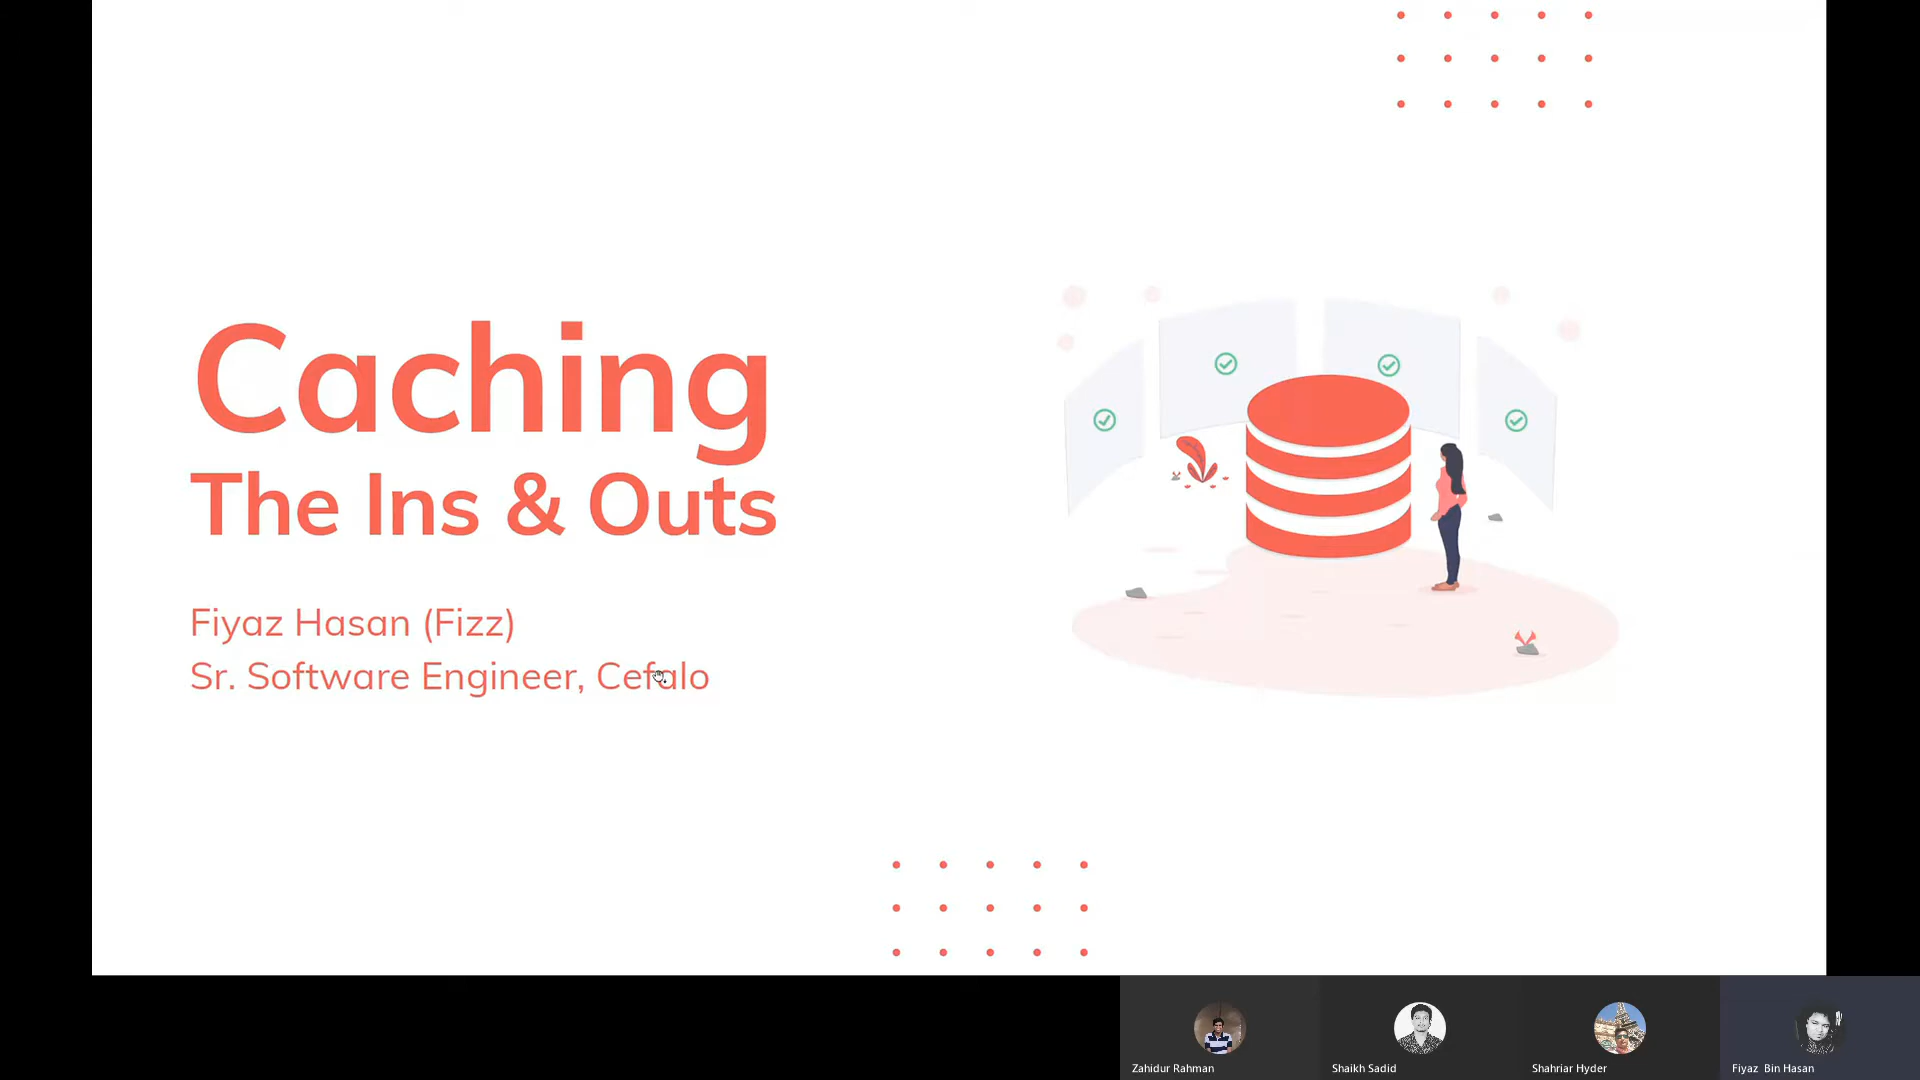 Caching
The Ins & Outs
Fiyaz Hasan (Fizz)
Sr. Software Engineer, Cefalo
Zahidur Rahman
Shaikh Sadid
Shahriar Hyder
Fiyaz Bin Hasan